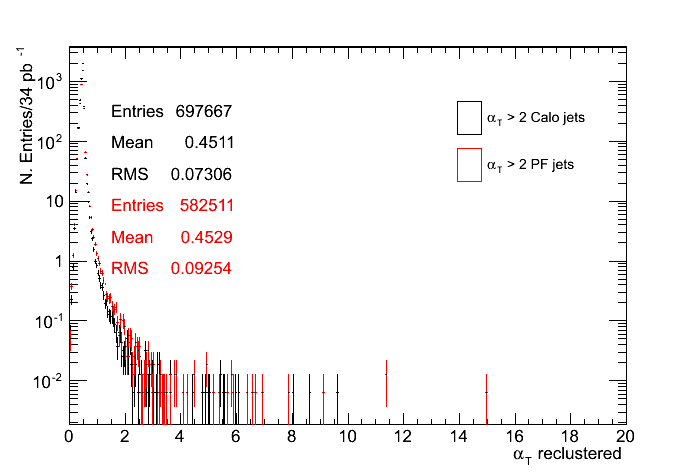 N. Entries/34 pb⁻¹
10³
10²
10
1
10⁻¹
10⁻²
Entries 697667
Mean 0.4511
RMS 0.07306
Entries 582511
Mean 0.4529
RMS 0.09254
α_T > 2 Calo jets
α_T > 2 PF jets
0 2 4 6 8 10 12 14 16 18 20
α_T reclustered